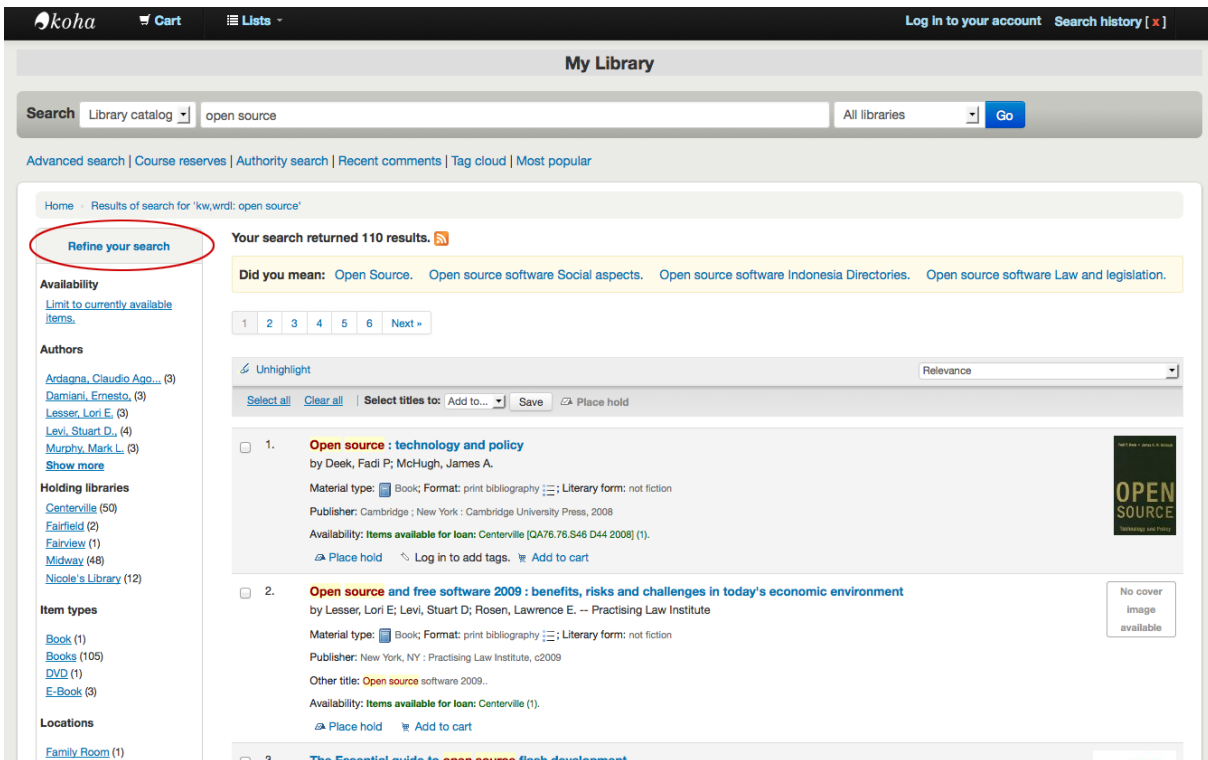 koha Cart Lists Log in to your account Search history [ x ]
My Library
Search Library catalog open source All libraries Go
Advanced search | Course reserves | Authority search | Recent comments | Tag cloud | Most popular
Home Results of search for 'kw,wrdl: open source'
Refine your search
Availability
Limit to currently available
items.
Authors
Ardagna, Claudio Ago... (3)
Damiani, Ernesto, (3)
Lesser, Lori E. (3)
Levi, Stuart D., (4)
Murphy, Mark L. (3)
Show more
Holding libraries
Centerville (50)
Fairfield (2)
Fairview (1)
Midway (48)
Nicole's Library (12)
Item types
Book (1)
Books (105)
DVD (1)
E-Book (3)
Locations
Family Room (1)
Your search returned 110 results.
Did you mean: Open Source. Open source software Social aspects. Open source software Indonesia Directories. Open source software Law and legislation.
1 2 3 4 5 6 Next »
Unhighlight Relevance
Select all Clear all | Select titles to: Add to... Save Place hold
1. Open source : technology and policy
by Deek, Fadi P; McHugh, James A.
Material type: Book; Format: print bibliography ; Literary form: not fiction
Publisher: Cambridge ; New York : Cambridge University Press, 2008
Availability: Items available for loan: Centerville [QA76.76.S46 D44 2008] (1).
Place hold Log in to add tags. Add to cart
OPEN
SOURCE
Technology and Policy
2. Open source and free software 2009 : benefits, risks and challenges in today's economic environment
by Lesser, Lori E; Levi, Stuart D; Rosen, Lawrence E. -- Practising Law Institute
Material type: Book; Format: print bibliography ; Literary form: not fiction
Publisher: New York, NY : Practising Law Institute, c2009
Other title: Open source software 2009..
Availability: Items available for loan: Centerville (1).
Place hold Add to cart
No cover
image
available
3. The Essential guide to open source flash development